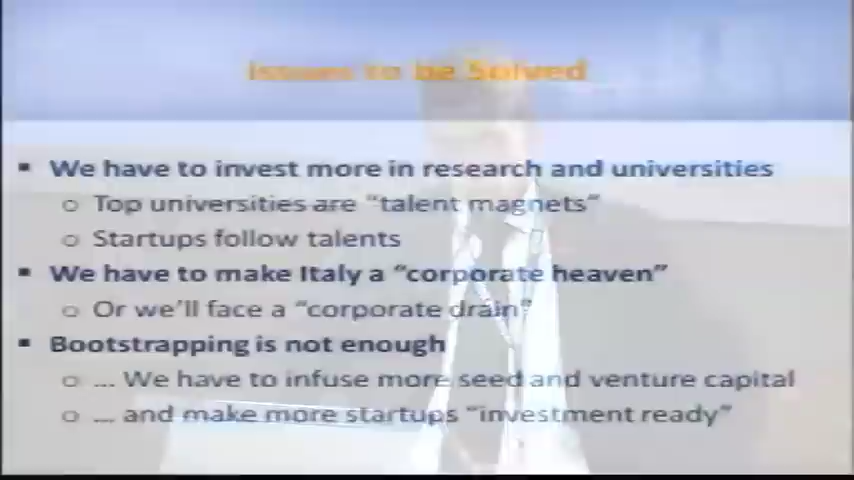 Issues to be Solved
▪ We have to invest more in research and universities
o Top universities are “talent magnets”
o Startups follow talents
▪ We have to make Italy a “corporate heaven”
o Or we’ll face a “corporate drain”
▪ Bootstrapping is not enough
o ... We have to infuse more seed and venture capital
o ... and make more startups “investment ready”